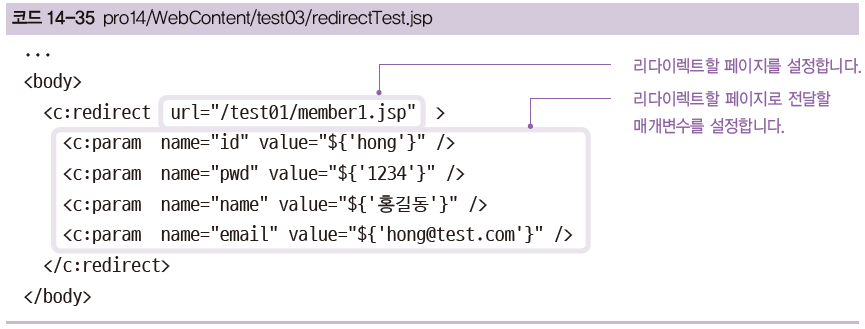 코드 14-35 pro14/WebContent/test03/redirectTest.jsp
...
<body>
<c:redirect url="/test01/member1.jsp" >
<c:param name="id" value="${'hong'}" />
<c:param name="pwd" value="${'1234'}" />
<c:param name="name" value="${'홍길동'}" />
<c:param name="email" value="${'hong@test.com'}" />
</c:redirect>
</body>
리다이렉트할 페이지를 설정합니다.
리다이렉트할 페이지로 전달할
매개변수를 설정합니다.